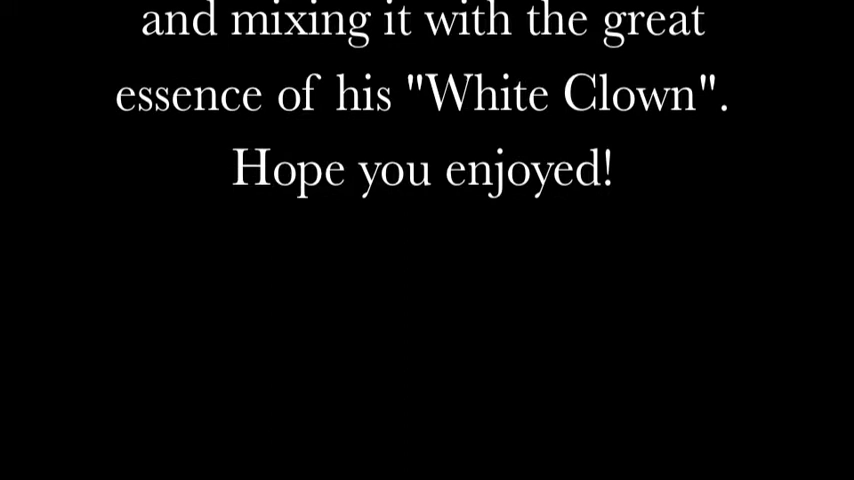 and mixing it with the great
essence of his "White Clown".
Hope you enjoyed!